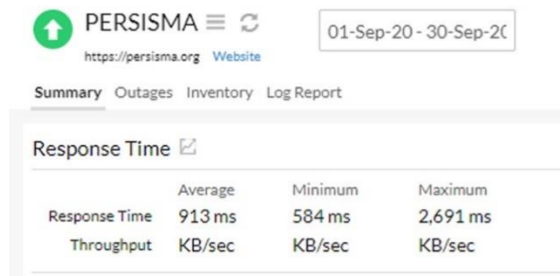 PERSISMA
01-Sep-20 - 30-Sep-20
https://persisma.org Website
Summary Outages Inventory Log Report
Response Time
Average Minimum Maximum
Response Time 913 ms 584 ms 2,691 ms
Throughput KB/sec KB/sec KB/sec